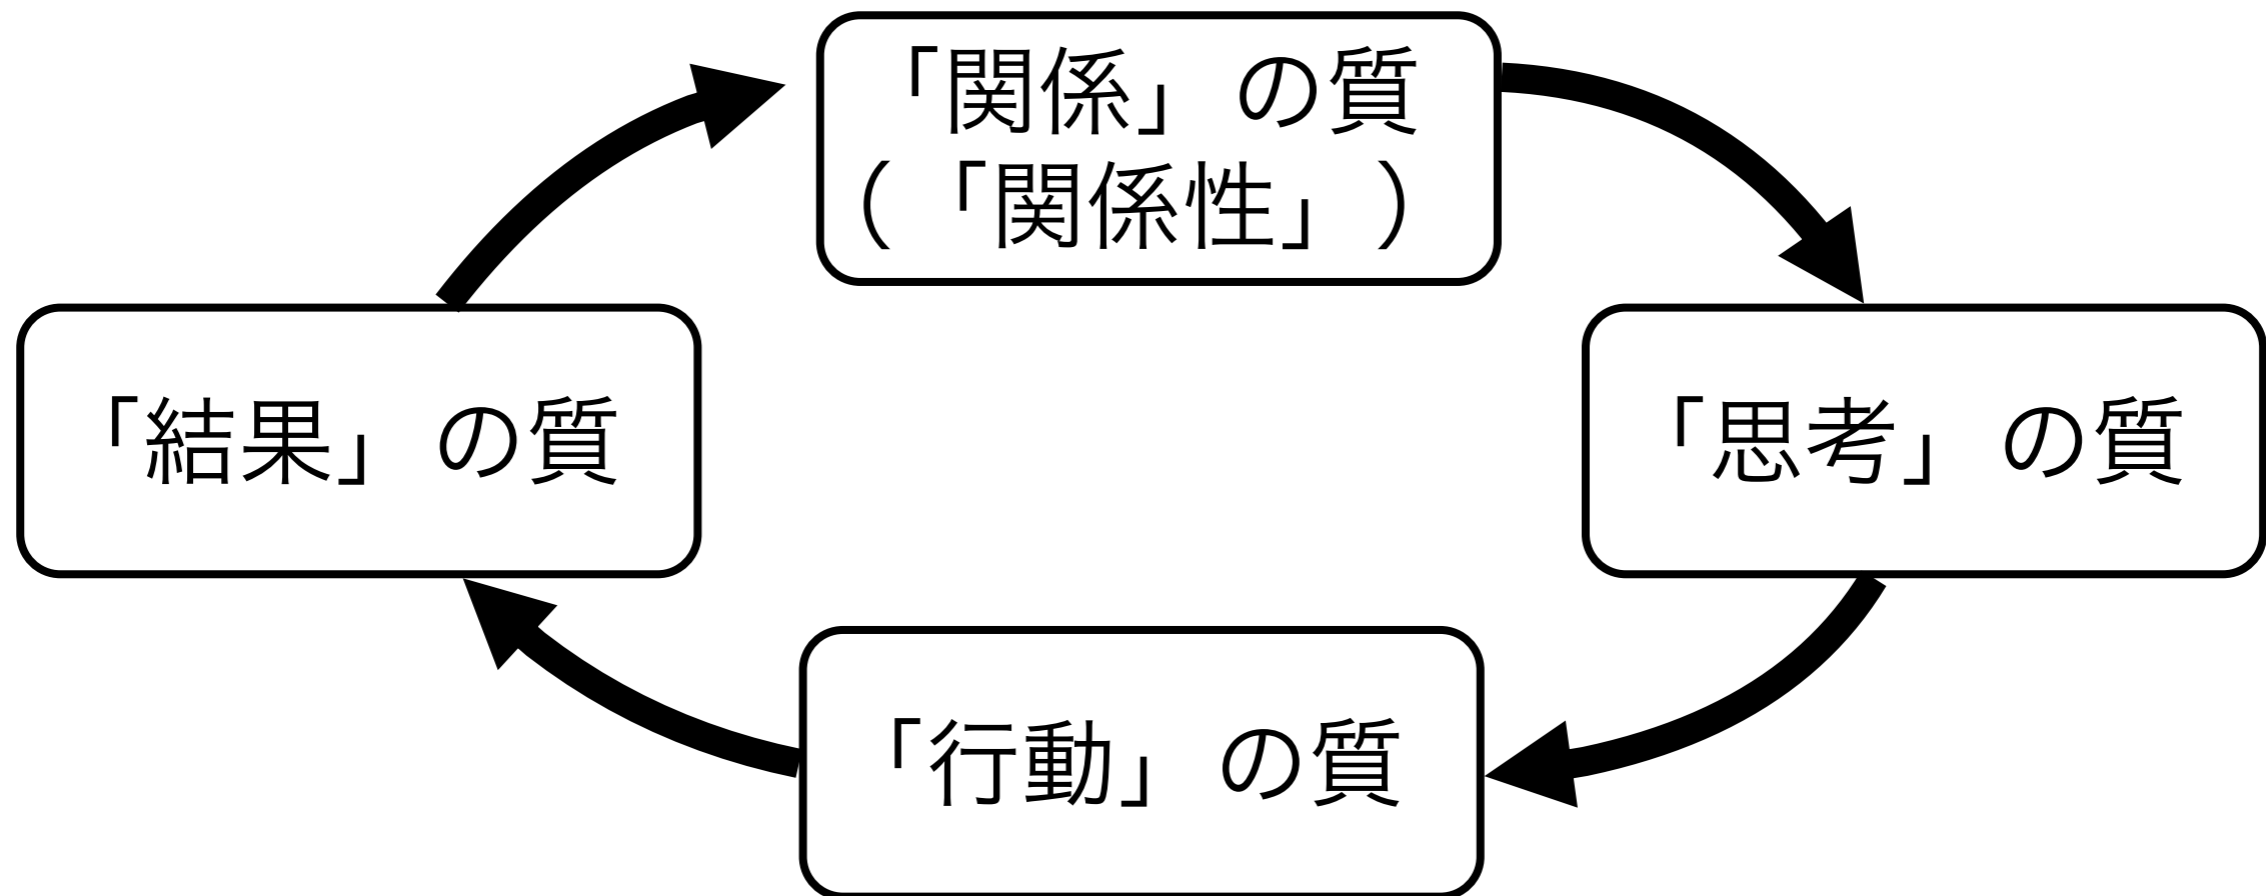 「関係」の質
（「関係性」）
「結果」の質
「思考」の質
「行動」の質